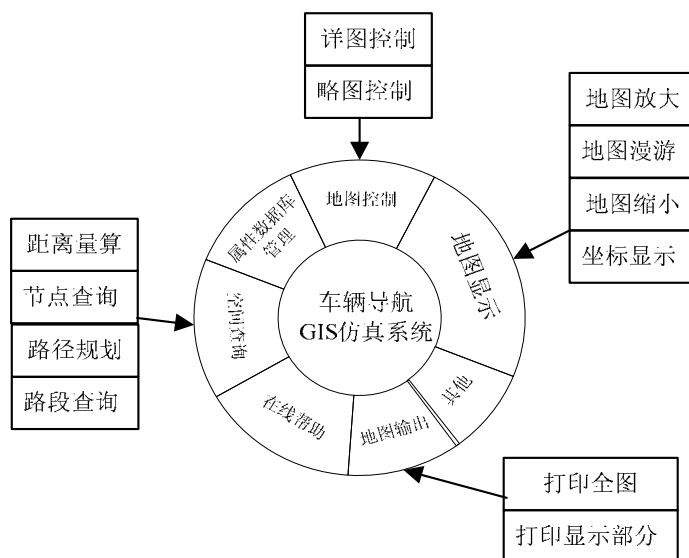 详图控制
略图控制
地图放大
地图漫游
地图缩小
坐标显示
地图控制
属性数据库
管理
地图显示
距离量算
节点查询
路径规划
路段查询
空间查询
车辆导航
GIS仿真系统
其他
在线帮助
地图输出
打印全图
打印显示部分